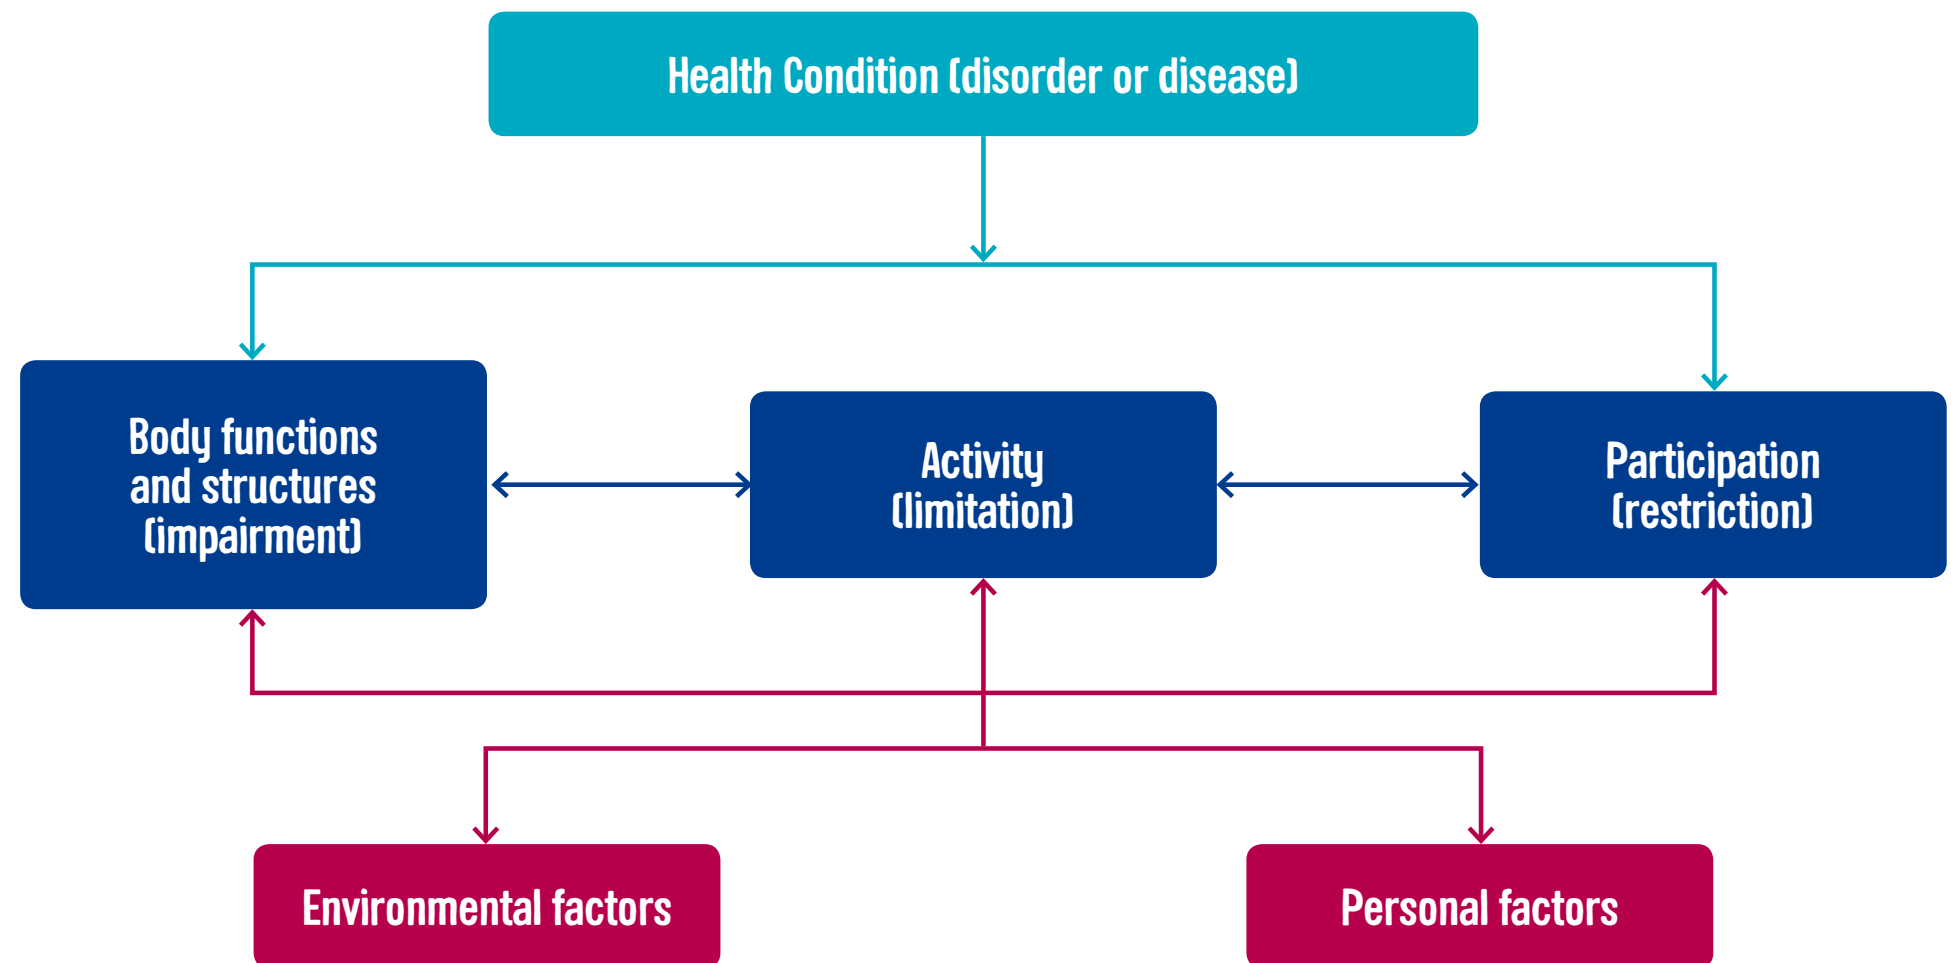 Health Condition (disorder or disease)
Body functions
and structures
(impairment)
Activity
(limitation)
Participation
(restriction)
Environmental factors
Personal factors